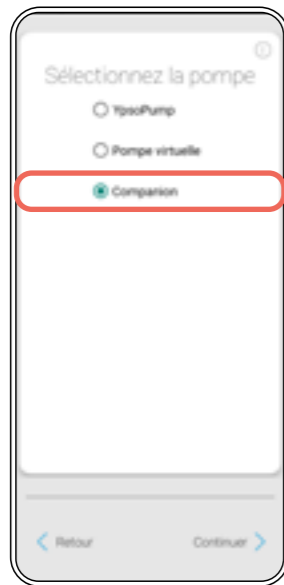 Sélectionnez la pompe
YpsoPump
Pompe virtuelle
Companion
Retour
Continuer